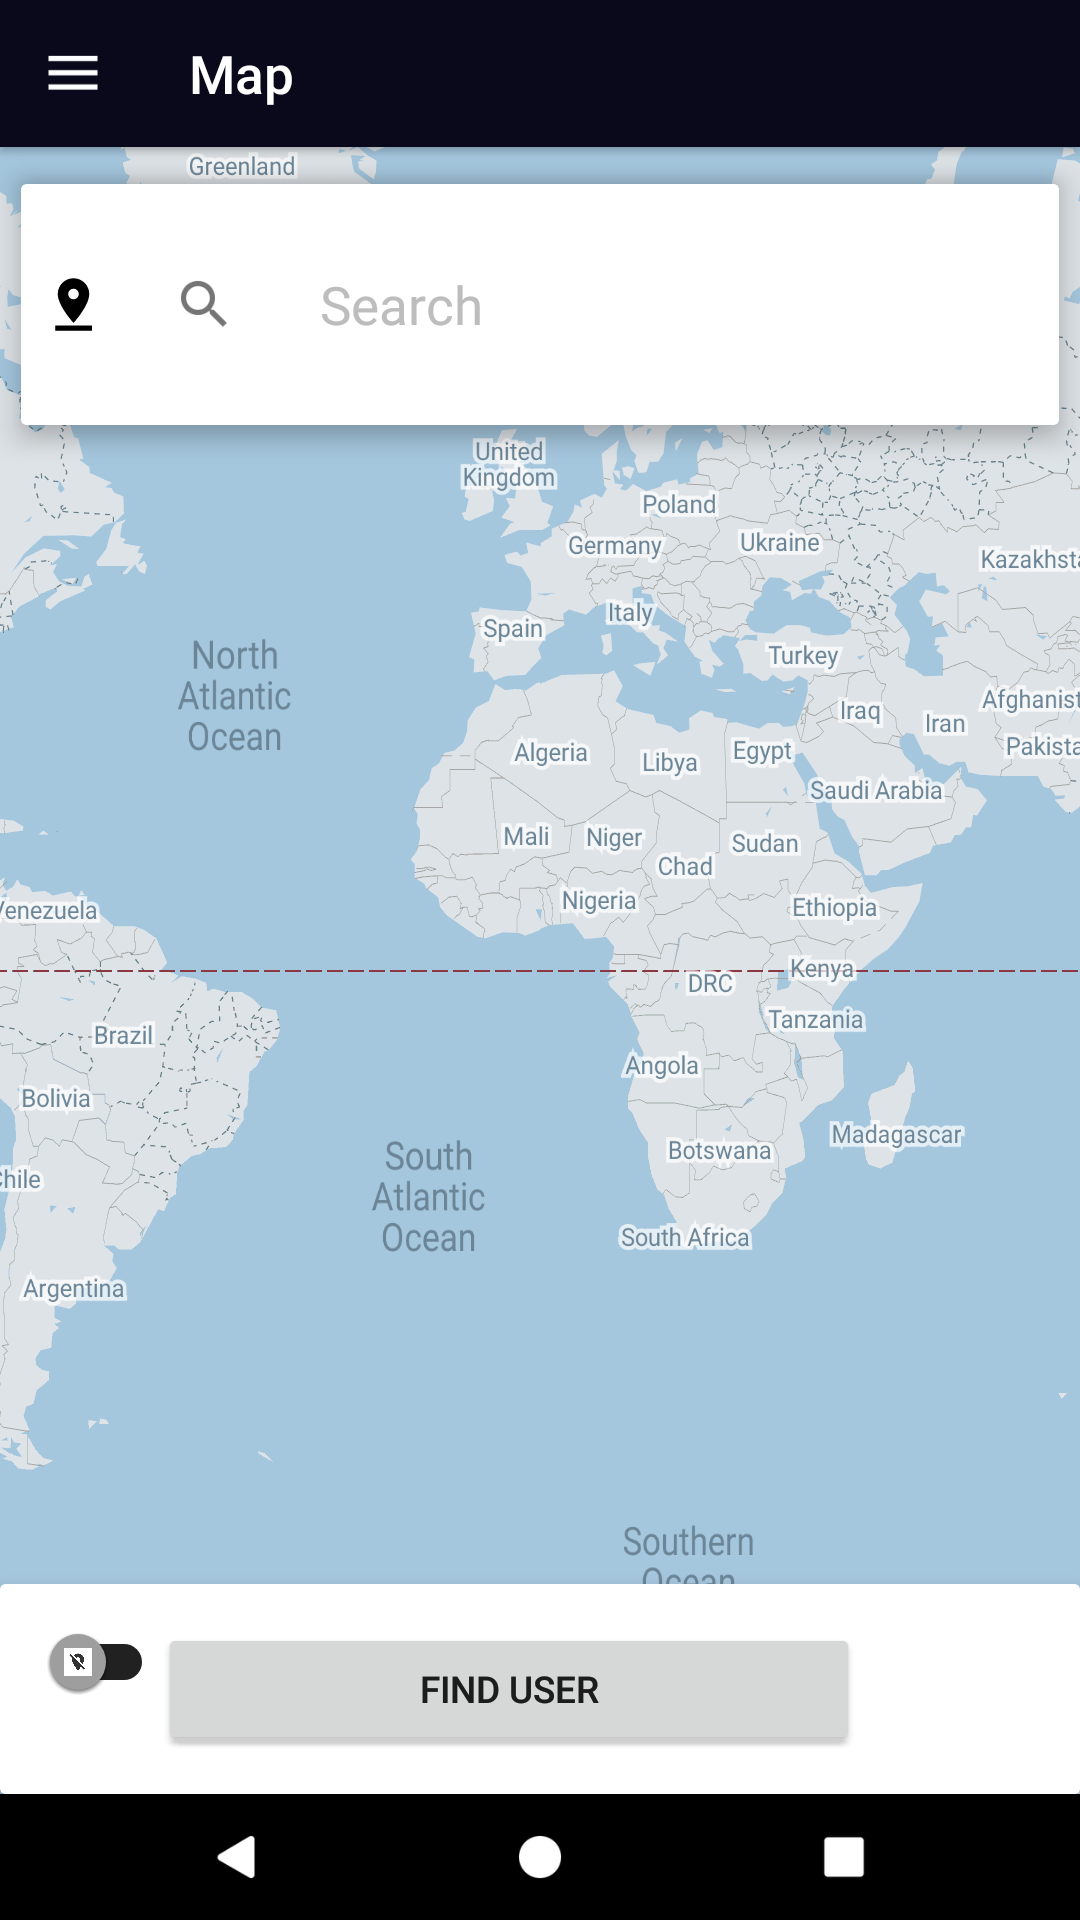 Map
Greenland
Search
United
Kingdom
Poland
Germany
Ukraine
Kazakhsta
Italy
Spain
Turkey
North
Atlantic
Ocean
Afghanist
Iraq
Iran
Pakista
Algeria
Libya
Egypt
Saudi Arabia
Mali
Niger
Sudan
Chad
Nigeria
Ethiopia
Venezuela
Kenya
DRC
Tanzania
Brazil
Angola
Bolivia
Madagascar
Botswana
South
Atlantic
Ocean
Chile
South Africa
Argentina
Southern
Ocean
FIND USER